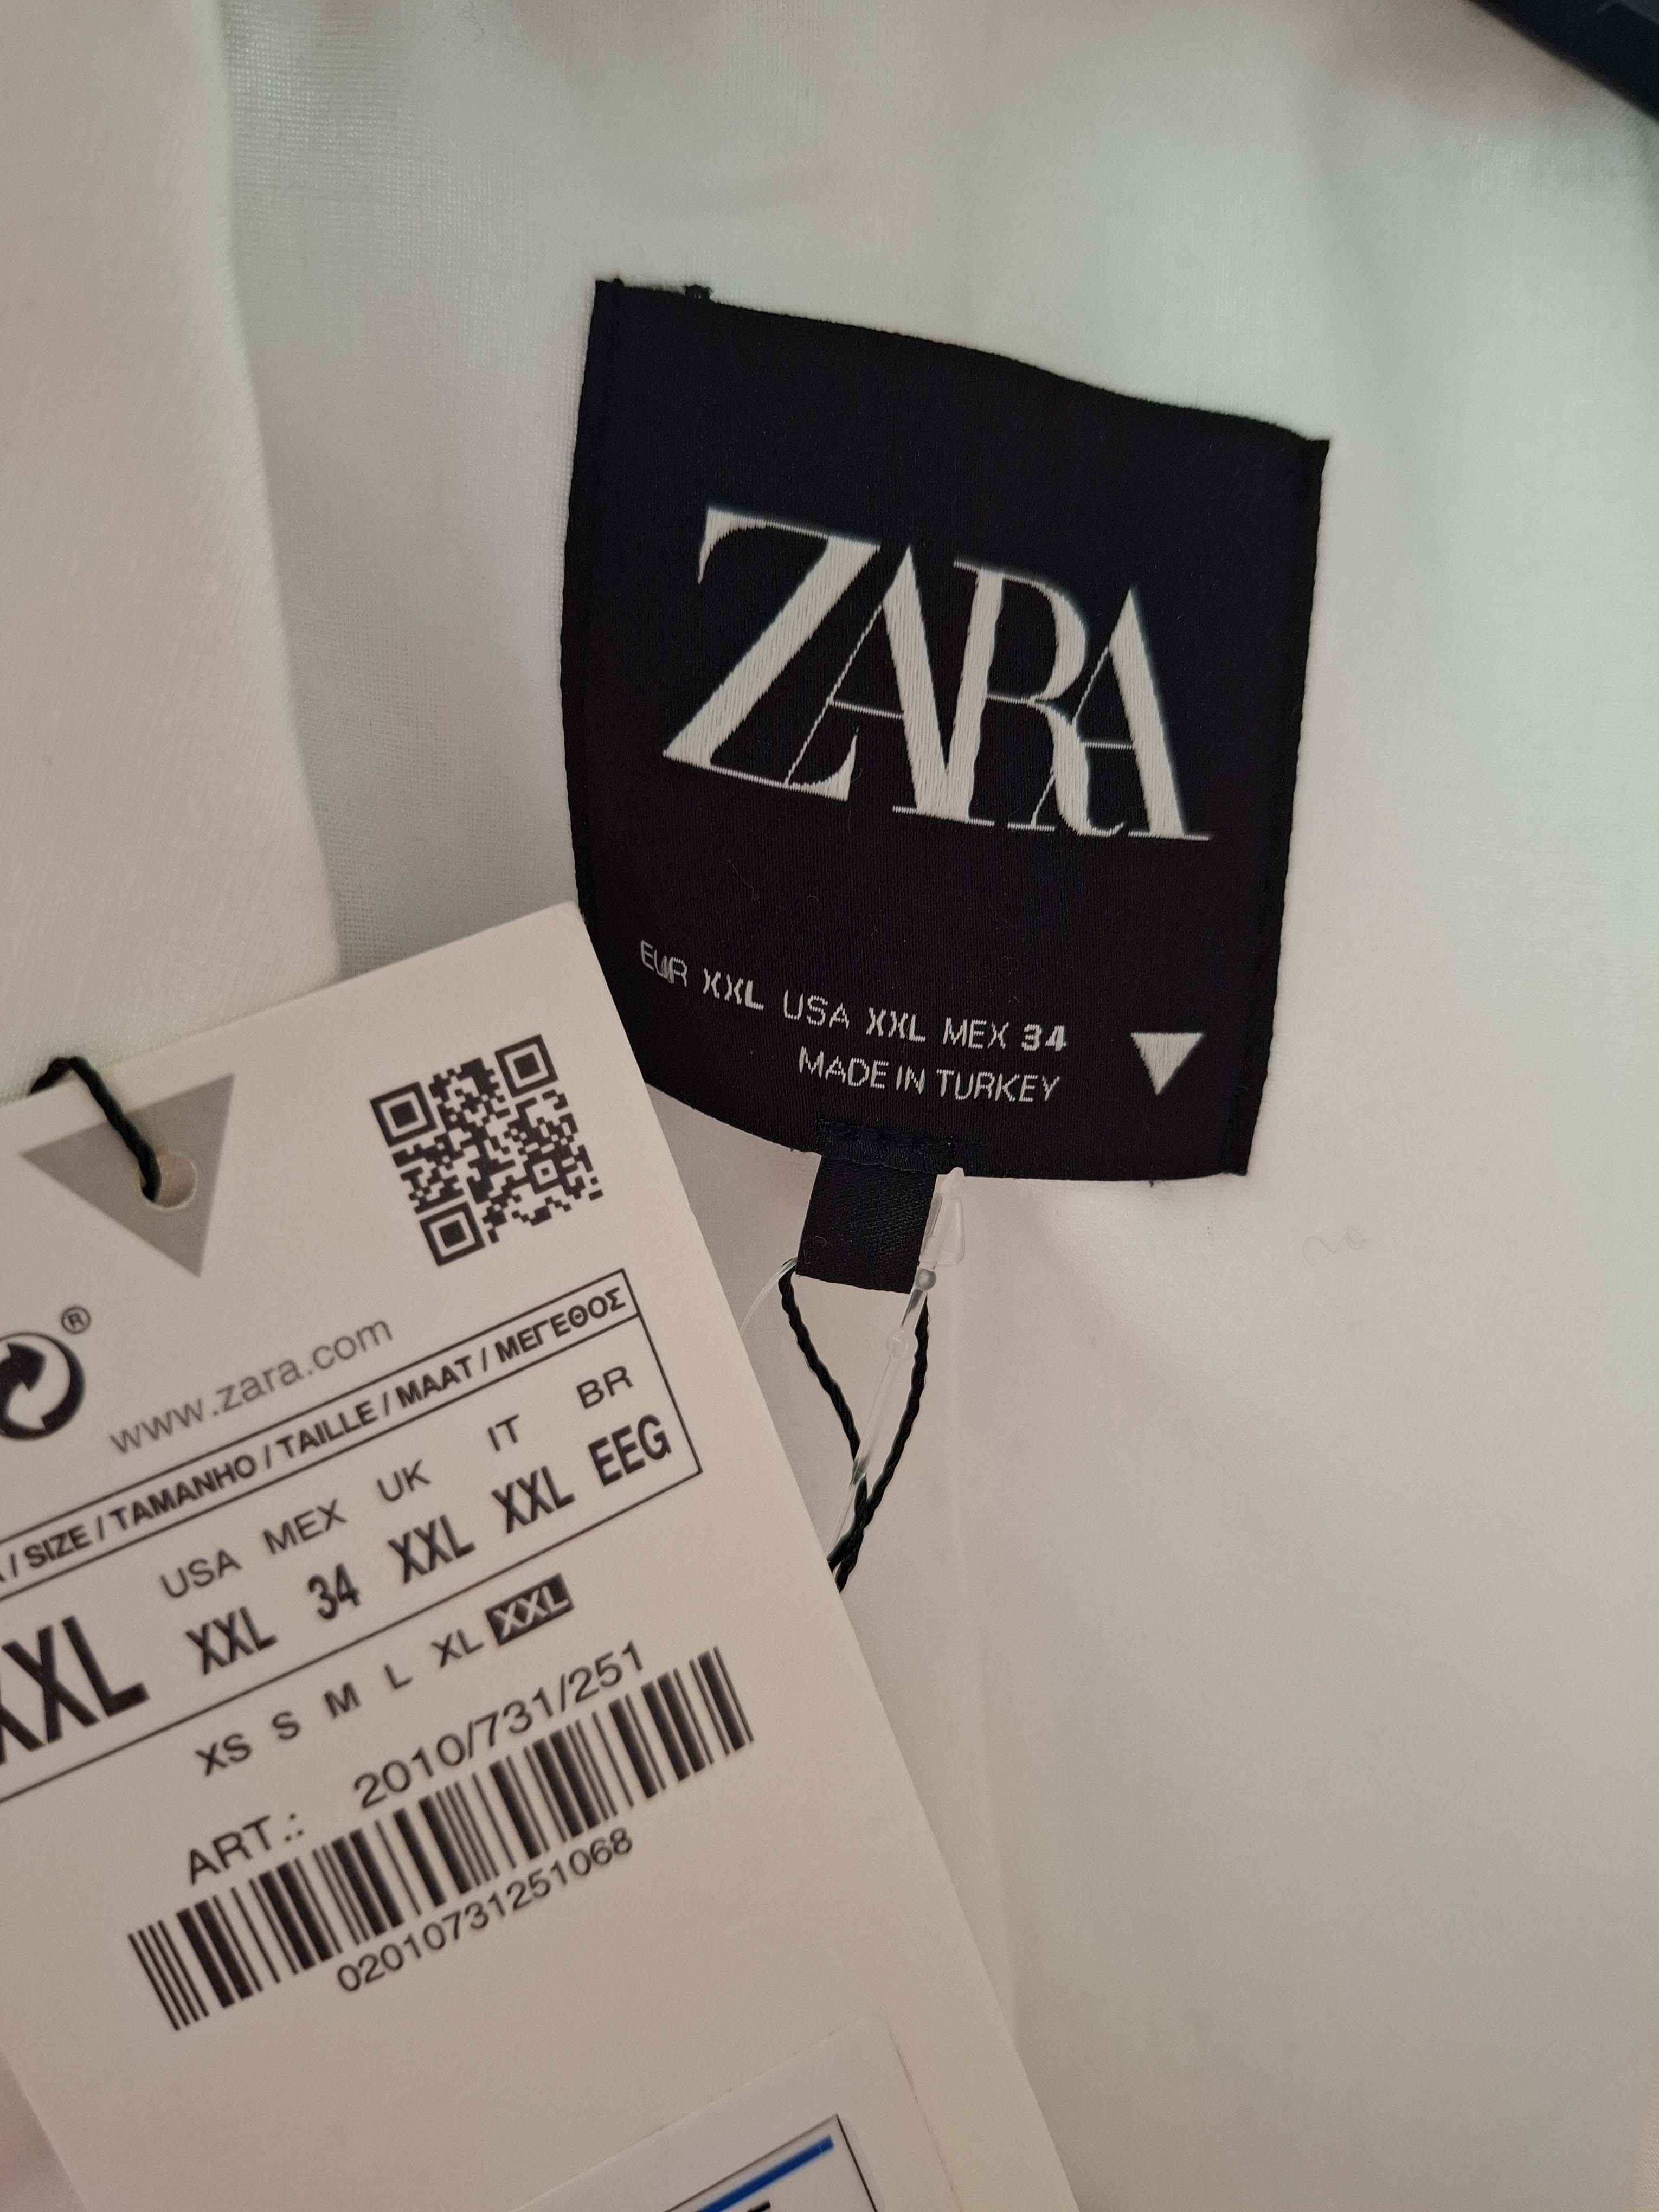 ZARA
EUR XXL USA XXL MEX 34
MADE IN TURKEY
®
www.zara.com
/ SIZE / TAMANHO / TAILLE / MAAT / ΜΕΓΕΘΟΣ
USA MEX UK IT BR
XXL XXL 34 XXL XXL EEG
XS S M L XL XXL
ART.: 2010/731/251
02010731251068